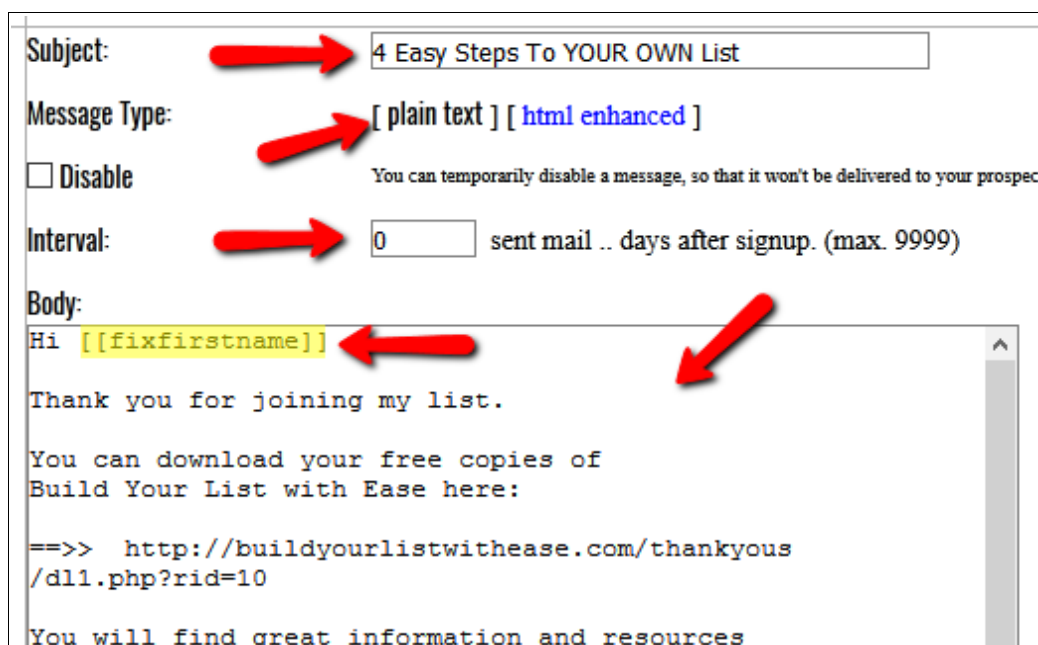 Subject: 4 Easy Steps To YOUR OWN List
Message Type: [ plain text ] [ html enhanced ]
Disable You can temporarily disable a message, so that it won't be delivered to your prospec
Interval: 0 sent mail .. days after signup. (max. 9999)
Body:
Hi [[fixfirstname]]
Thank you for joining my list.
You can download your free copies of
Build Your List with Ease here:
==>> http://buildyourlistwithease.com/thankyous
/dl1.php?rid=10
You will find great information and resources